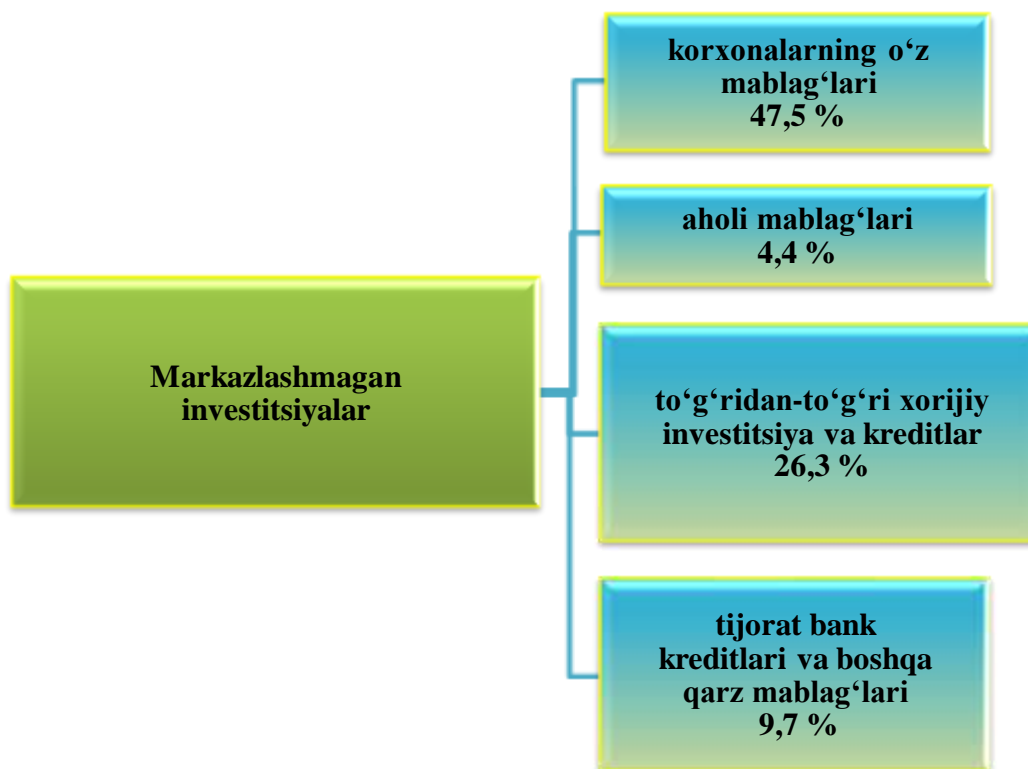 korxonalarning o‘z
mablag‘lari
47,5 %
aholi mablag‘lari
4,4 %
Markazlashmagan
investitsiyalar
to‘g‘ridan-to‘g‘ri xorijiy
investitsiya va kreditlar
26,3 %
tijorat bank
kreditlari va boshqa
qarz mablag‘lari
9,7 %